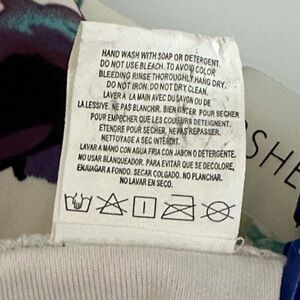 HAND WASH WITH SOAP OR DETERGENT.
DO NOT USE BLEACH. TO AVOID COLOR
BLEEDING RINSE THOROUGHLY. HANG DRY.
DO NOT IRON. DO NOT DRY CLEAN.
LAVER A LA MAIN AVEC DU SAVON OU DE
LA LESSIVE. NE PAS BLANCHIR. BIEN RINCER POUR SECHER
POUR EMPECHER QUE LES COULEURS DETEIGNENT.
ETENDRE POUR SECHER. NEPAS REPASSER.
NETTOYAGE A SEC INTERDIT.
LAVAR A MANO CON AGUA FRIA CON JABON O DETERGENTE.
NO USAR BLANQUEADOR. PARA EVITAR QUE SE DECOLORE,
ENJAGUAR A FONDO. SECAR COLGADO. NO PLANCHAR.
NO LAVAR EN SECO.
SHE